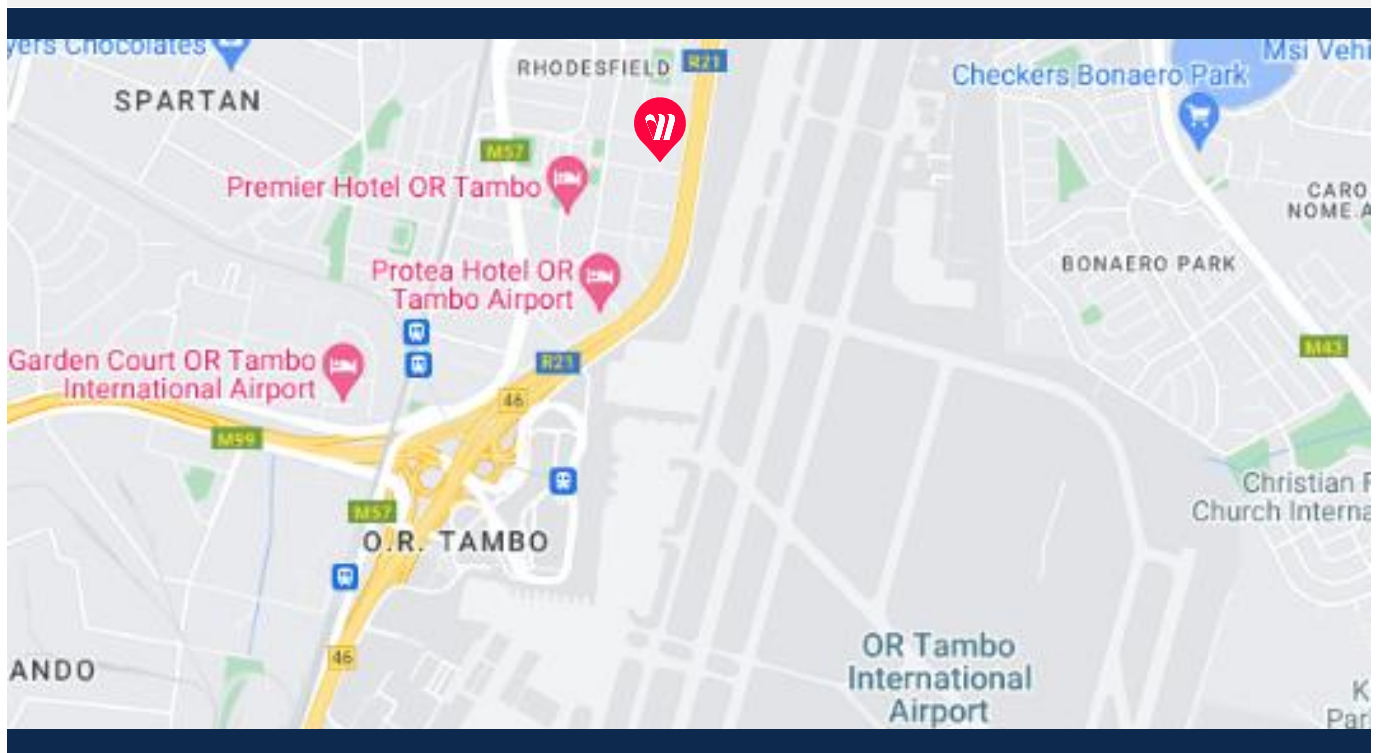 yers Chocolates
Msi Vehi
RHODESFIELD
R21
Checkers Bonaero Park
SPARTAN
M57
Premier Hotel OR Tambo
CARO
NOME A
Protea Hotel OR
Tambo Airport
BONAERO PARK
Garden Court OR Tambo
International Airport
R21
M43
46
M99
Christian F
Church Interna
M57
O.R. TAMBO
OR Tambo
International
Airport
46
ANDO
K
Par